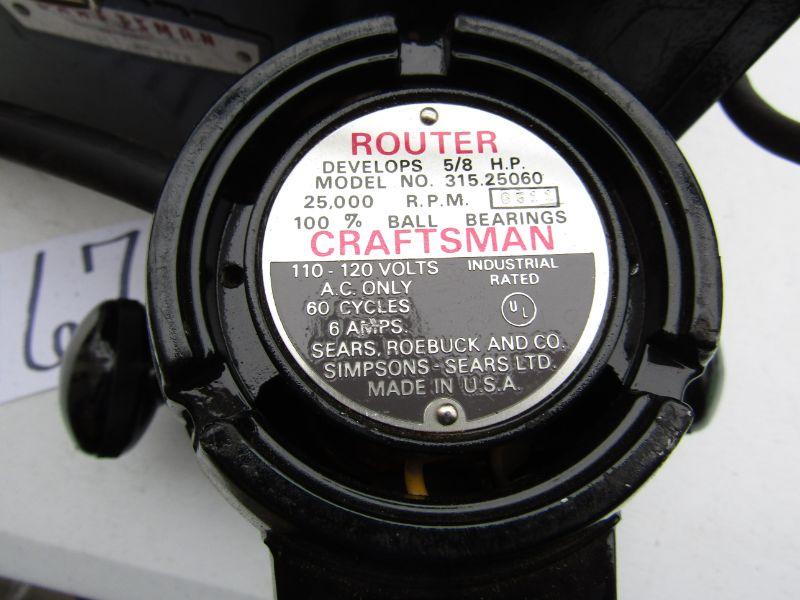 CRAFTSMAN
67
ROUTER
DEVELOPS 5/8 H.P.
MODEL NO. 315.25060
25,000 R.P.M.
100 % BALL BEARINGS
CRAFTSMAN
110 - 120 VOLTS INDUSTRIAL
A.C. ONLY RATED
60 CYCLES UL
6 AMPS.
SEARS, ROEBUCK AND CO.
SIMPSONS - SEARS LTD.
MADE IN U.S.A.